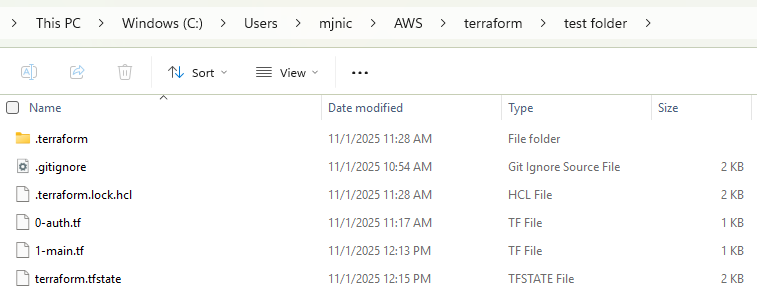 This PC > Windows (C:) > Users > mjnic > AWS > terraform > test folder >
Sort View ...
Name Date modified Type Size
.terraform 11/1/2025 11:28 AM File folder
.gitignore 11/1/2025 10:54 AM Git Ignore Source File 2 KB
.terraform.lock.hcl 11/1/2025 11:28 AM HCL File 2 KB
0-auth.tf 11/1/2025 11:17 AM TF File 1 KB
1-main.tf 11/1/2025 12:13 PM TF File 1 KB
terraform.tfstate 11/1/2025 12:15 PM TFSTATE File 2 KB